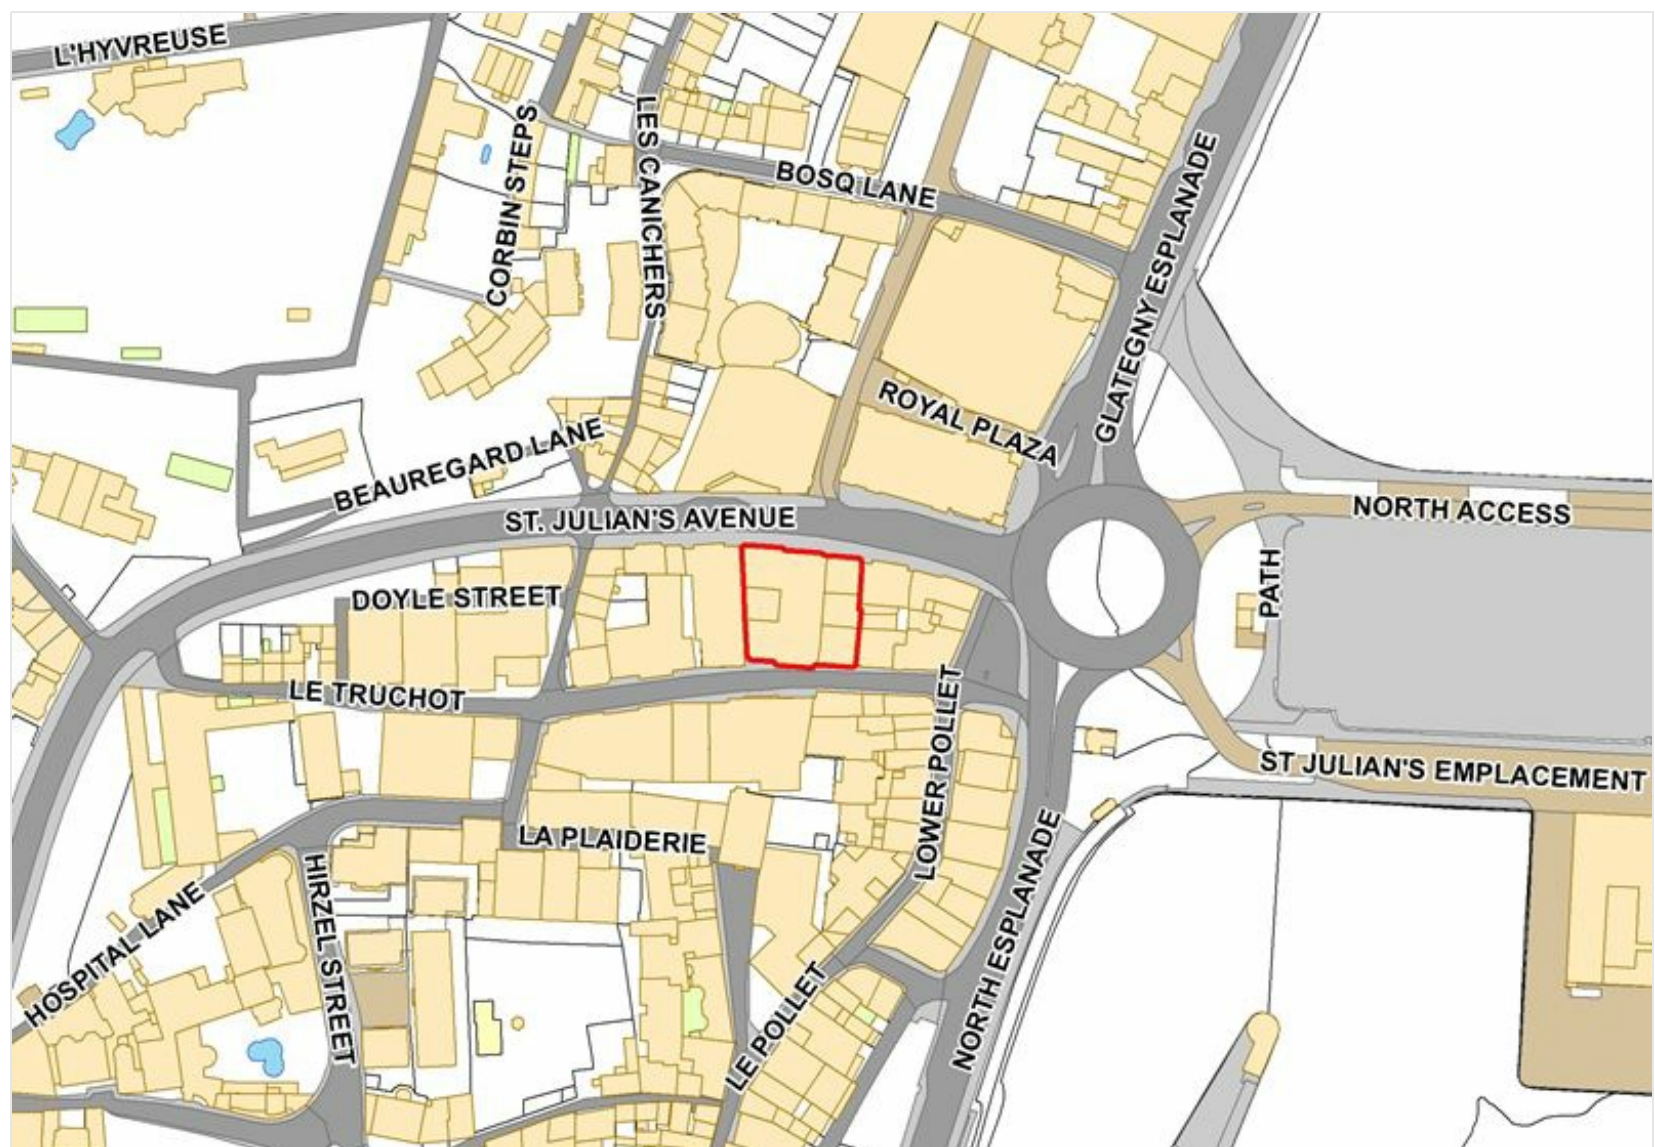 L'HYVREUSE
CORBIN STEPS
LES CANICHERS
BOSQ LANE
GLATEGNY ESPLANADE
ROYAL PLAZA
BEAUREGARD LANE
ST. JULIAN'S AVENUE
NORTH ACCESS
PATH
DOYLE STREET
LE TRUCHOT
LOWER POLLET
ST JULIAN'S EMPLACEMENT
LA PLAIDERIE
HIRZEL STREET
HOSPITAL LANE
NORTH ESPLANADE
LE POLLET